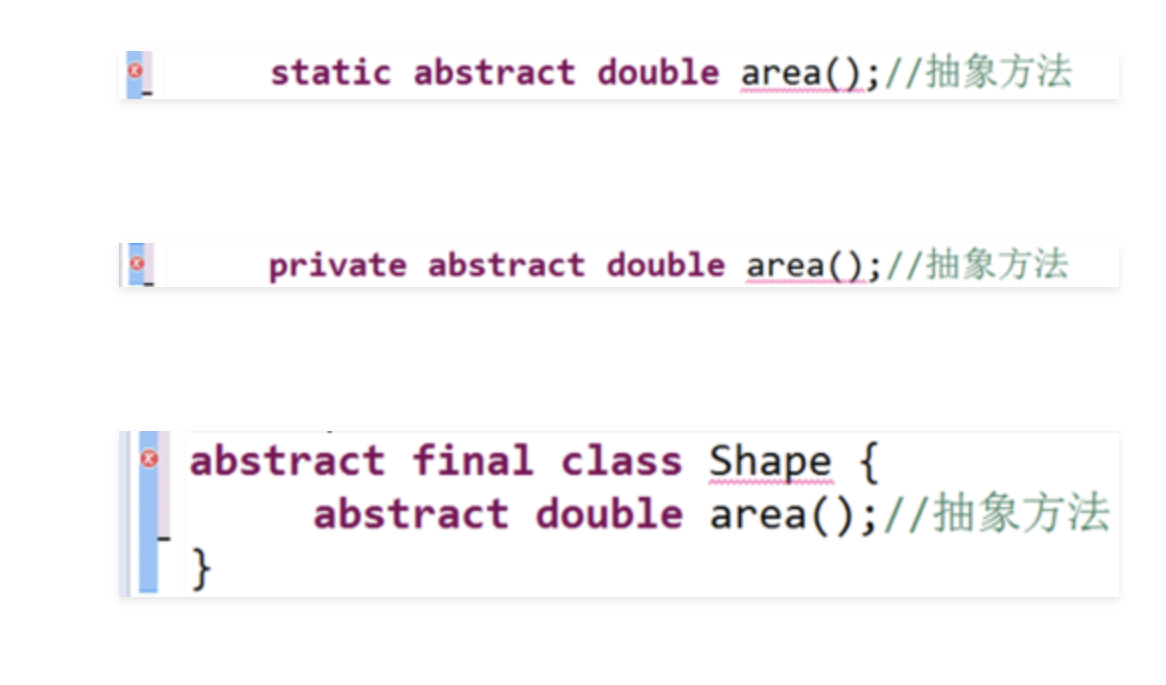 static abstract double area();//抽象方法
private abstract double area();//抽象方法
abstract final class Shape {
abstract double area();//抽象方法
}